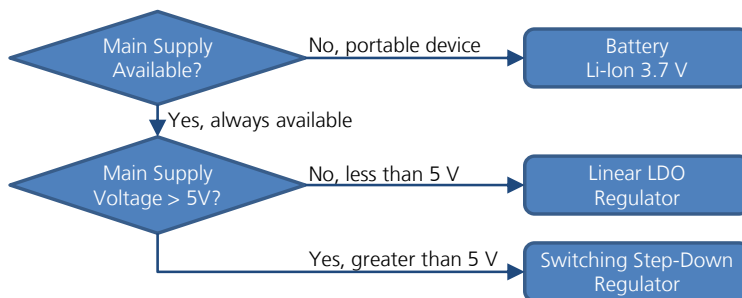 Main Supply
Available?
No, portable device
Battery
Li-Ion 3.7 V
Yes, always available
Main Supply
Voltage > 5V?
No, less than 5 V
Linear LDO
Regulator
Yes, greater than 5 V
Switching Step-Down
Regulator